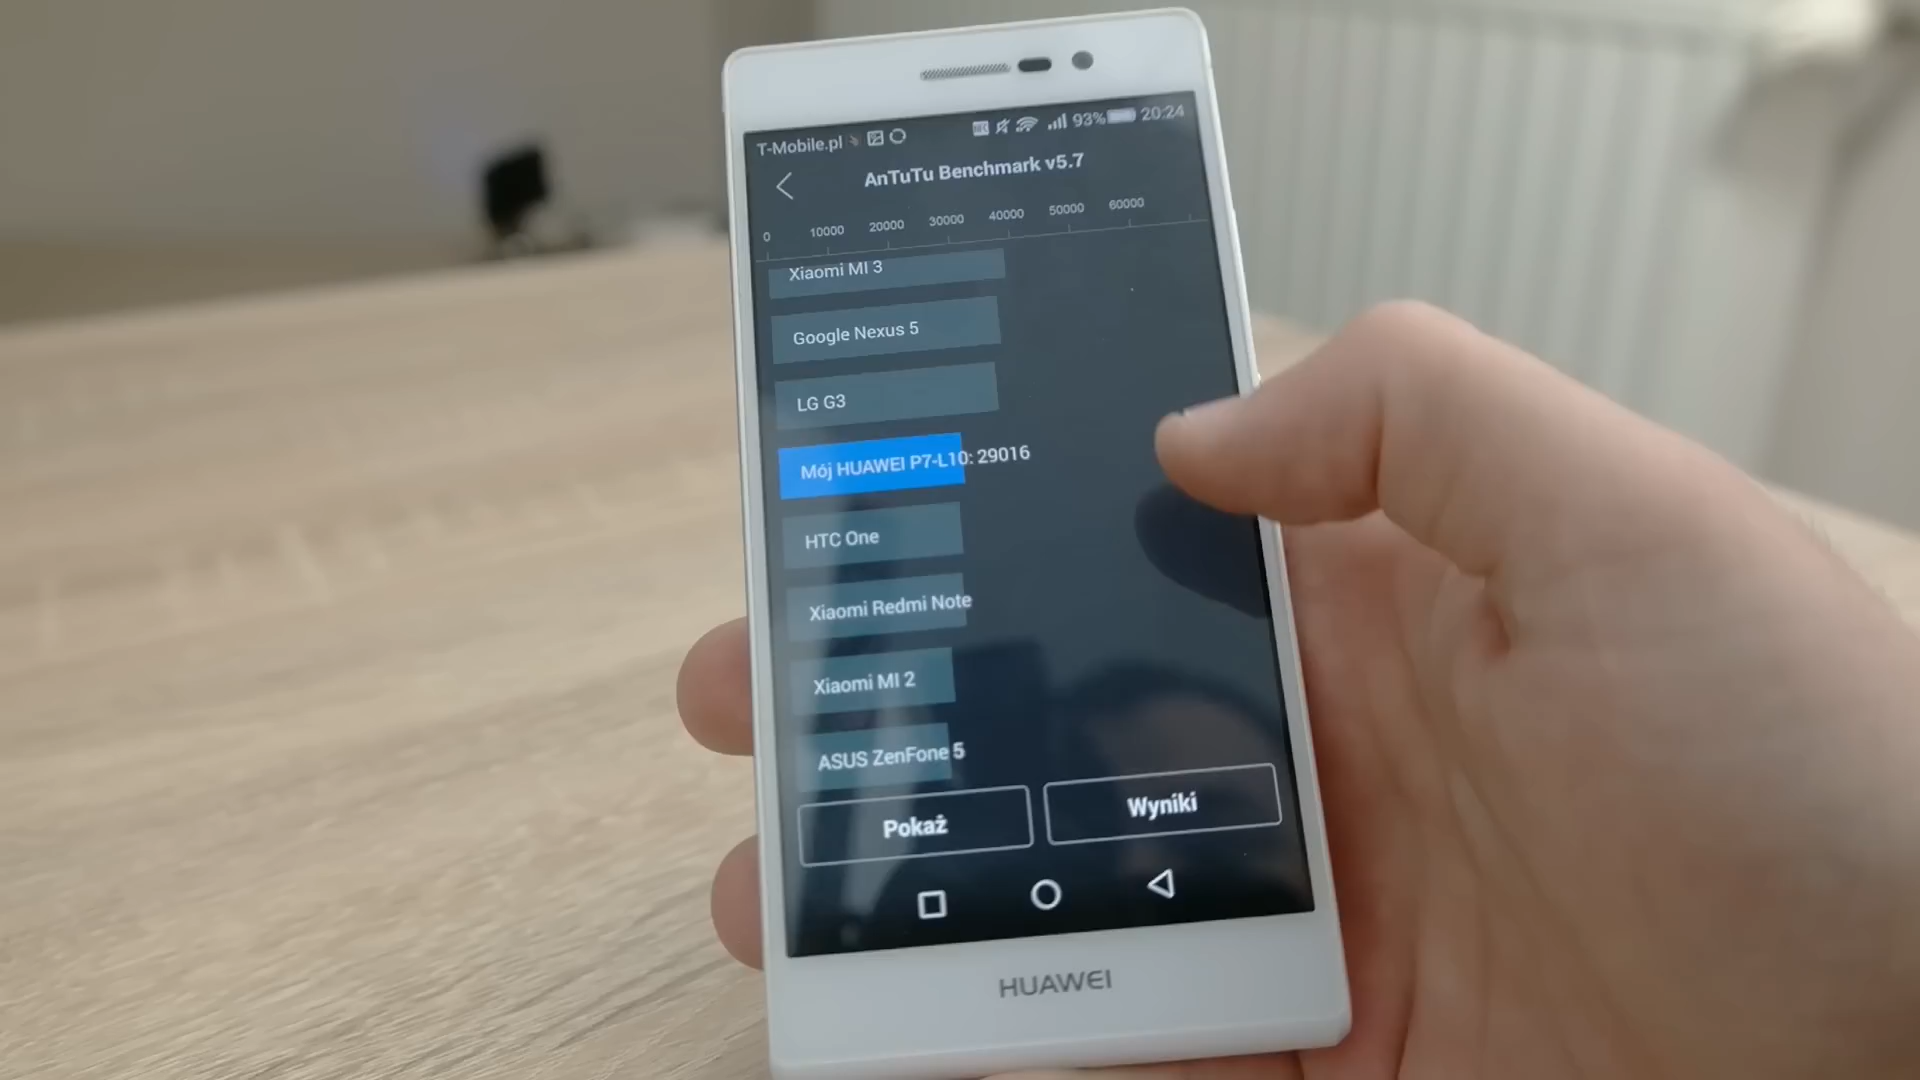 T-Mobile.pl 93% 20:24
AnTuTu Benchmark v5.7
0 10000 20000 30000 40000 50000 60000
Xiaomi MI 3
Google Nexus 5
LG G3
Mój HUAWEI P7-L10: 29016
HTC One
Xiaomi Redmi Note
Xiaomi MI 2
ASUS ZenFone 5
Pokaż Wyniki
HUAWEI